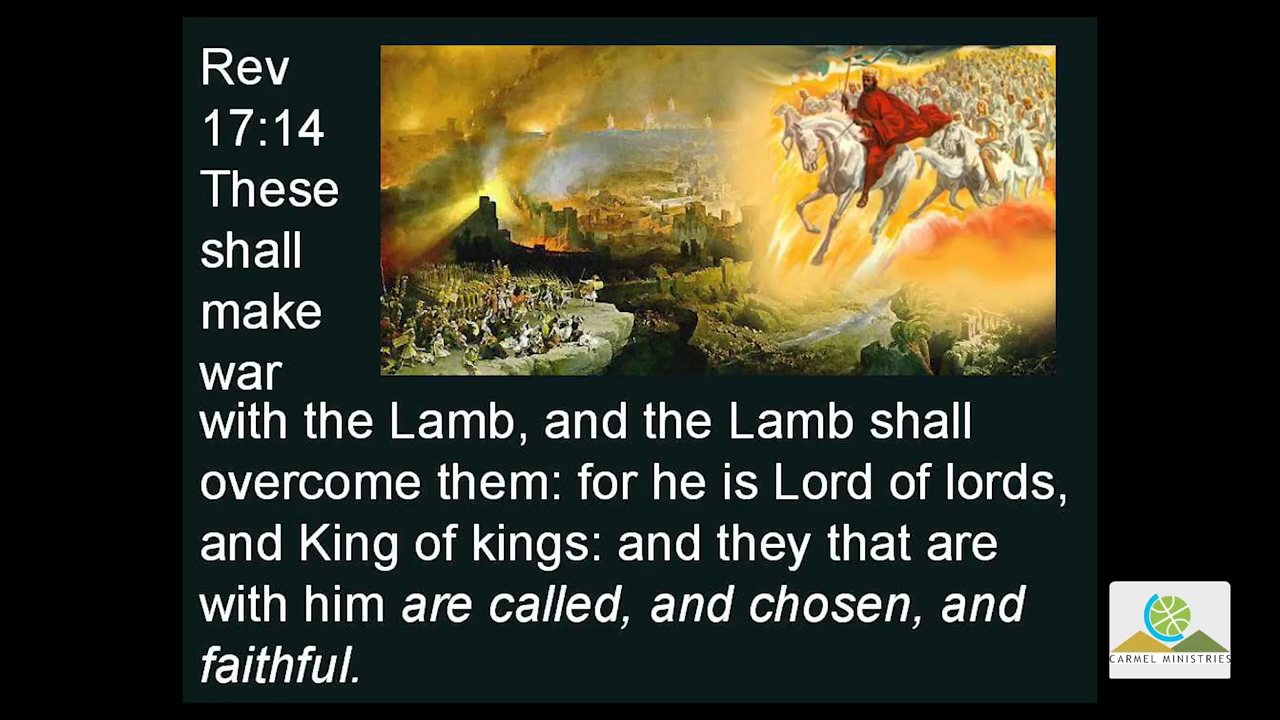 Rev
17:14
These
shall
make
war
with the Lamb, and the Lamb shall
overcome them: for he is Lord of lords,
and King of kings: and they that are
with him are called, and chosen, and
faithful.
CARMEL MINISTRIES